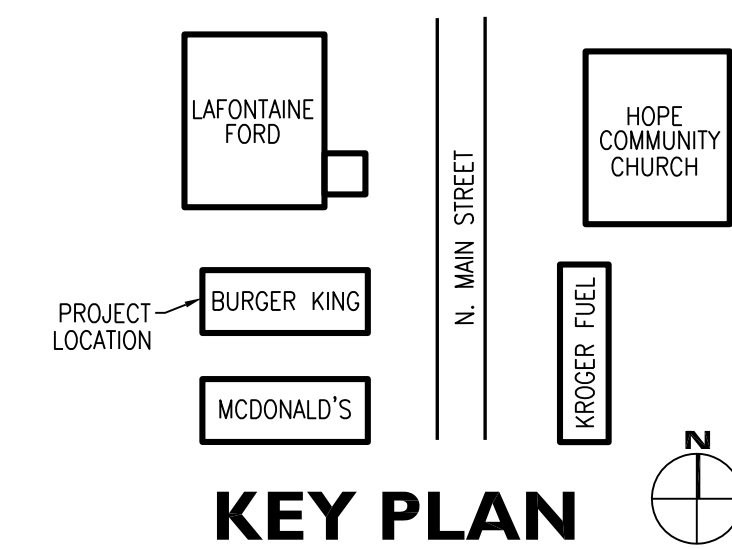 LAFONTAINE
FORD
HOPE
COMMUNITY
CHURCH
N. MAIN STREET
PROJECT
LOCATION
BURGER KING
KROGER FUEL
MCDONALD'S
N
KEY PLAN